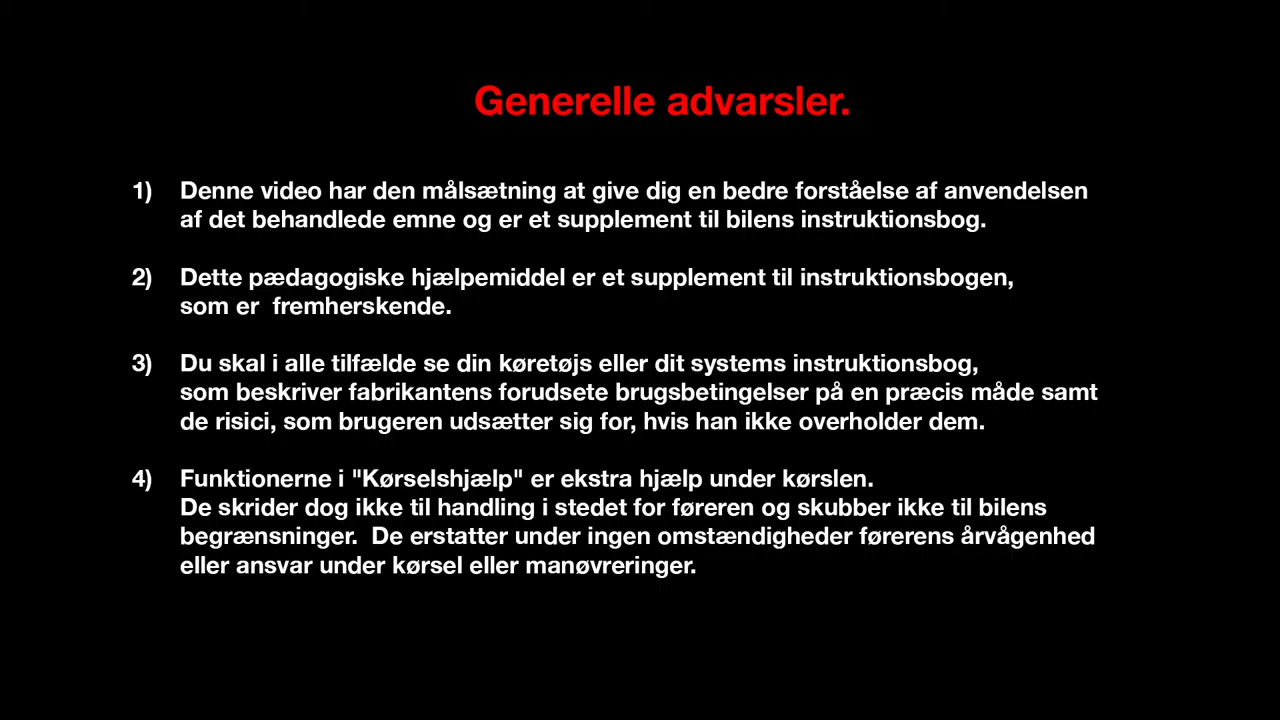 Generelle advarsler.
1) Denne video har den målsætning at give dig en bedre forståelse af anvendelsen
af det behandlede emne og er et supplement til bilens instruktionsbog.
2) Dette pædagogiske hjælpemiddel er et supplement til instruktionsbogen,
som er  fremherskende.
3) Du skal i alle tilfælde se din køretøjs eller dit systems instruktionsbog,
som beskriver fabrikantens forudsete brugsbetingelser på en præcis måde samt
de risici, som brugeren udsætter sig for, hvis han ikke overholder dem.
4) Funktionerne i "Kørselshjælp" er ekstra hjælp under kørslen.
De skrider dog ikke til handling i stedet for føreren og skubber ikke til bilens
begrænsninger.  De erstatter under ingen omstændigheder førerens årvågenhed
eller ansvar under kørsel eller manøvreringer.